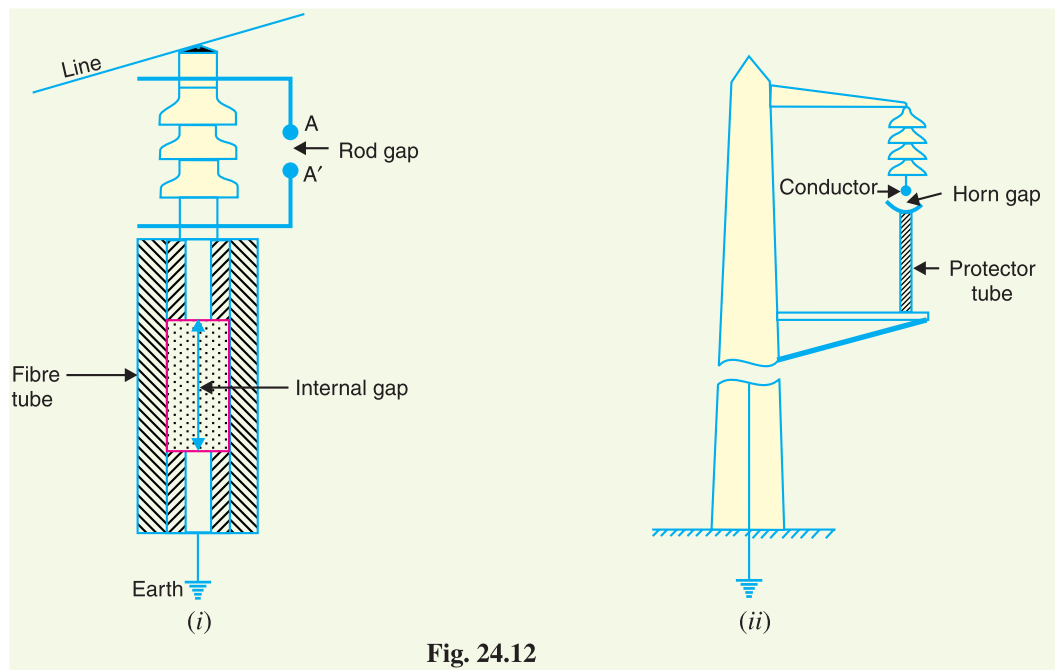 Line
A
Rod gap
A′
Fibre
tube
Internal gap
Earth
(i)
Conductor
Horn gap
Protector
tube
(ii)
Fig. 24.12